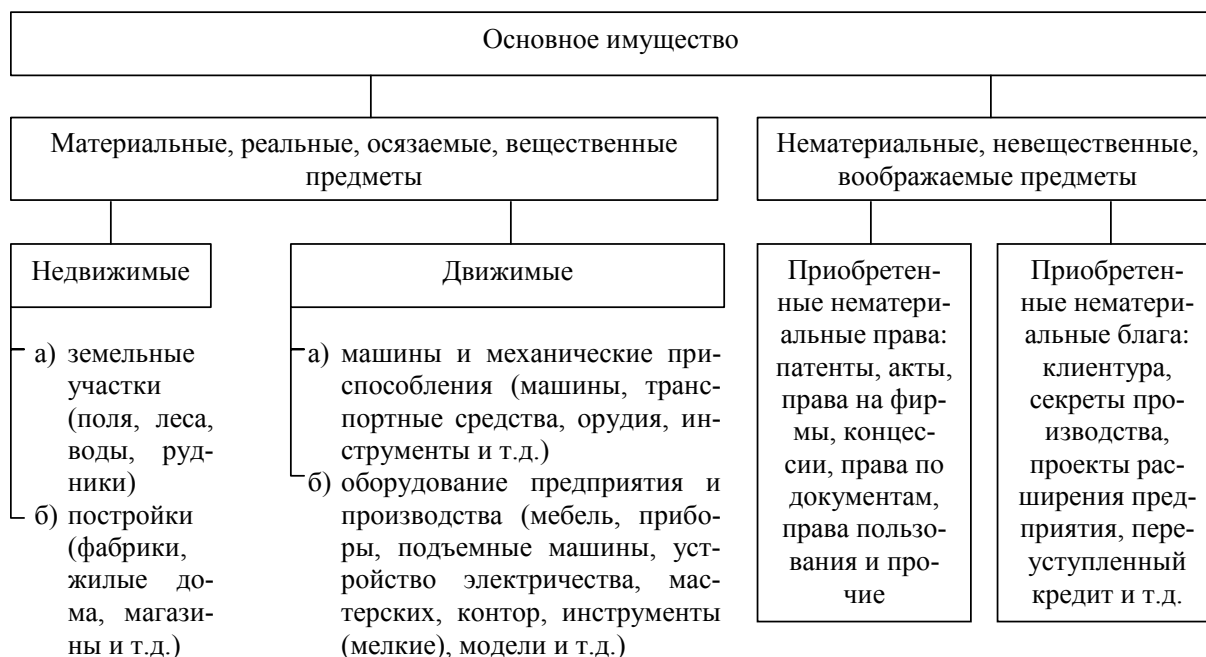 Основное имущество
Материальные, реальные, осязаемые, вещественные
предметы
Нематериальные, невещественные,
воображаемые предметы
Недвижимые
а) земельные
участки
(поля, леса,
воды, руд-
ники)
б) постройки
(фабрики,
жилые до-
ма, магази-
ны и т.д.)
Движимые
а) машины и механические при-
способления (машины, транс-
портные средства, орудия, ин-
струменты и т.д.)
б) оборудование предприятия и
производства (мебель, прибо-
ры, подъемные машины, уст-
ройство электричества, мас-
терских, контор, инструменты
(мелкие), модели и т.д.)
Приобретен-
ные нематери-
альные права:
патенты, акты,
права на фир-
мы, концес-
сии, права по
документам,
права пользо-
вания и про-
чие
Приобретен-
ные нематери-
альные блага:
клиентура,
секреты про-
изводства,
проекты рас-
ширения пред-
приятия, пере-
уступленный
кредит и т.д.